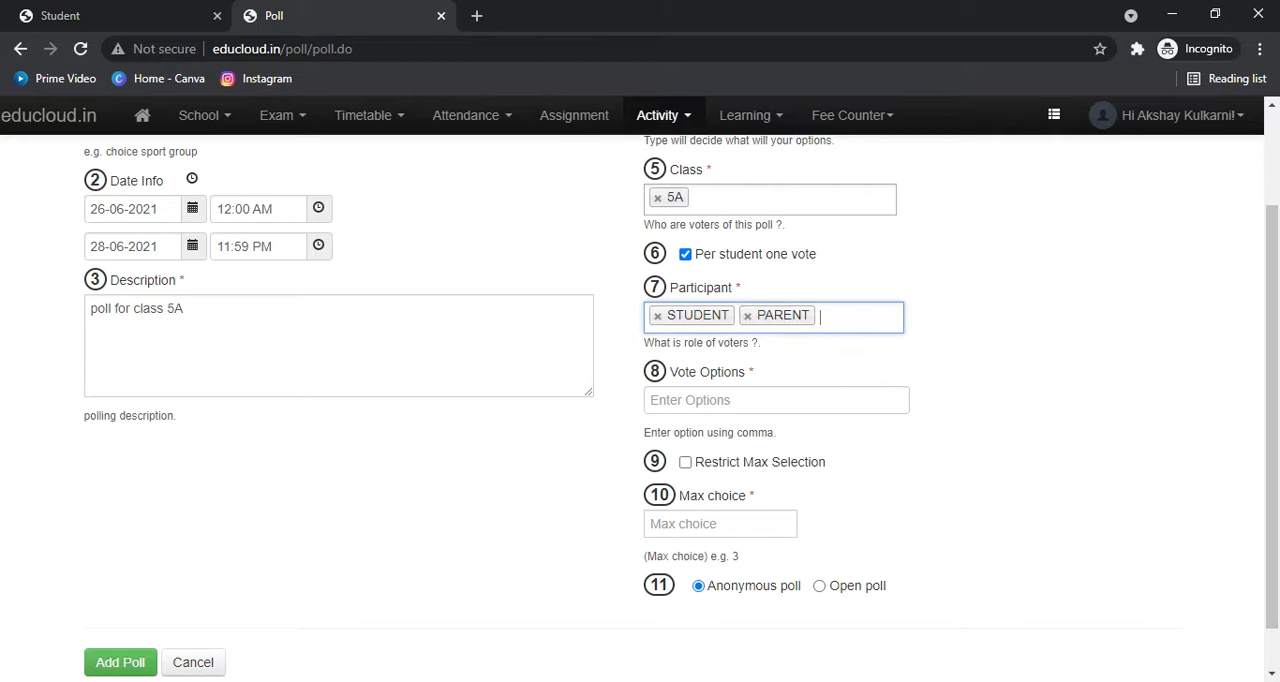 Student
Poll
Not secure
educloud.in/poll/poll.do
Incognito
Prime Video
Home - Canva
Instagram
Reading list
educloud.in
School
Exam
Timetable
Attendance
Assignment
Activity
Learning
Fee Counter
Hi Akshay Kulkarni!
e.g. choice sport group
2 Date Info
26-06-2021
12:00 AM
28-06-2021
11:59 PM
3 Description *
poll for class 5A
polling description.
Type will decide what will your options.
5 Class *
× 5A
Who are voters of this poll ?.
6 Per student one vote
7 Participant *
× STUDENT × PARENT
What is role of voters ?.
8 Vote Options *
Enter Options
Enter option using comma.
9 Restrict Max Selection
10 Max choice *
Max choice
(Max choice) e.g. 3
11 Anonymous poll Open poll
Add Poll
Cancel